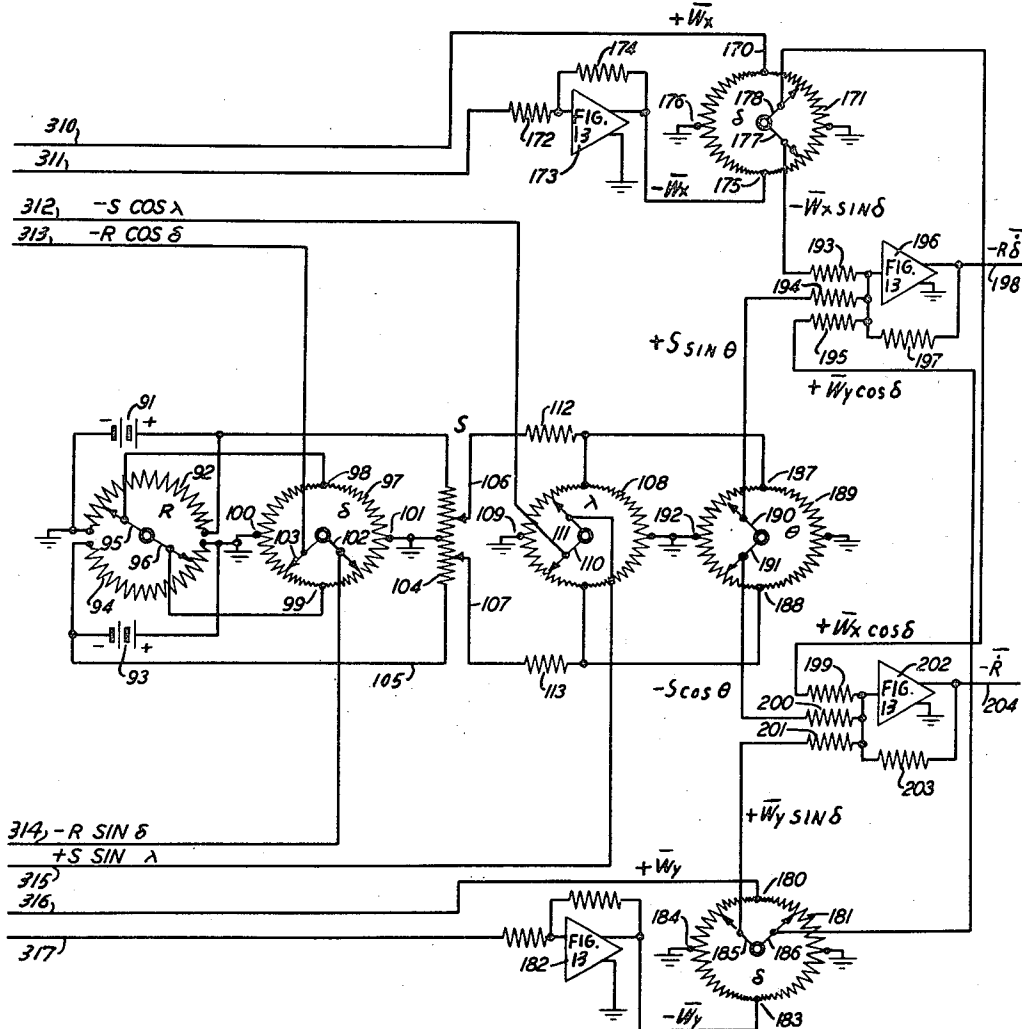 +W̄x
174
170
310
172
FIG. 13
173
176
178
δ
177
171
311
175
-W̄x
312, -S COS λ
313, -R COS δ
-W̄x SIN δ
193
196
194
FIG. 13
-R δ̇
198
195
197
+S SIN θ
+W̄y COS δ
91
- +
S
112
92
98
97
106
λ
108
137
189
R
100
δ
101
109
192
190
θ
95
96
103
102
111
110
191
94
99
104
107
188
- +
93
105
113
+W̄x COS δ
-S COS θ
199
202
-Ṙ
FIG. 13
204
200
201
203
314, -R SIN δ
+S SIN λ
315
+W̄y SIN δ
+W̄y
316
180
184
181
317
182
FIG. 13
185
186
δ
-W̄y
183